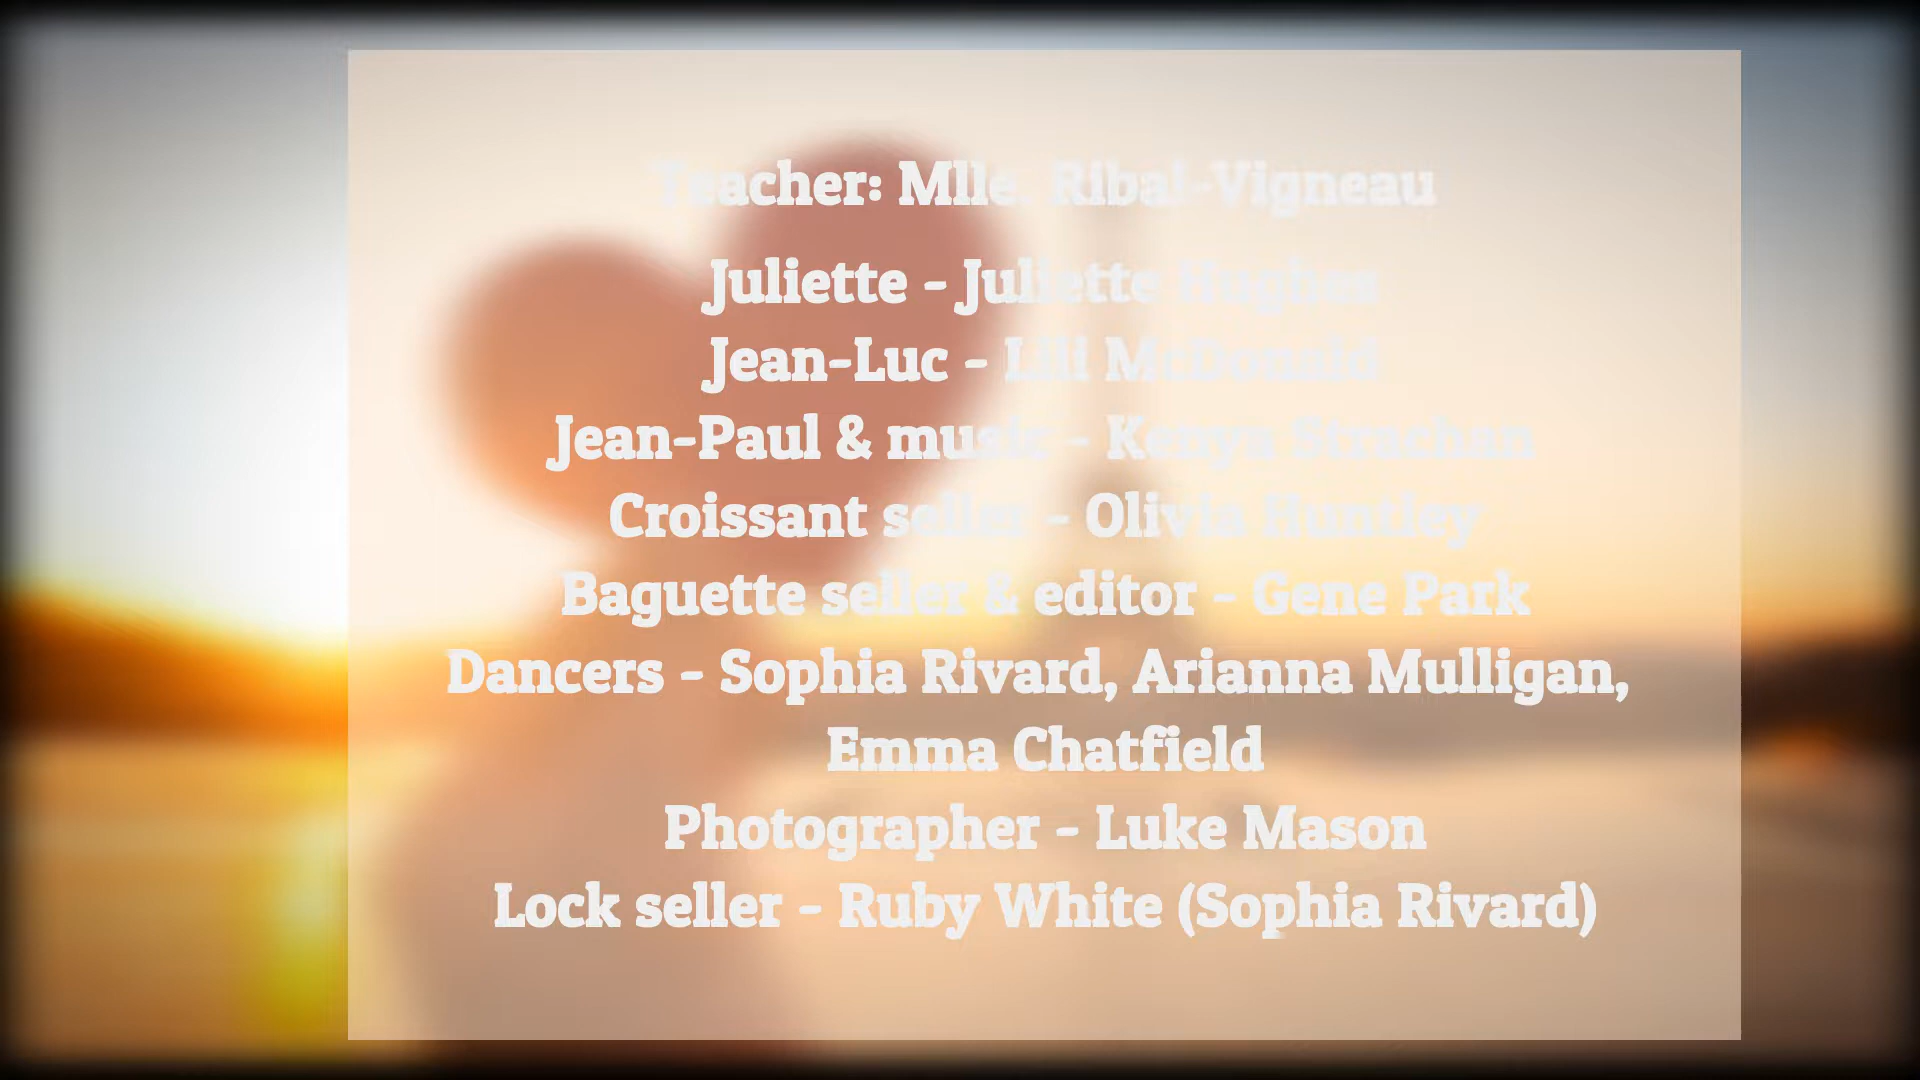 Teacher: Mlle. Ribal-Vigneau
Juliette - Juliette Hughes
Jean-Luc - Lili McDonald
Jean-Paul & music - Kenya Strachan
Croissant seller - Olivia Huntley
Baguette seller & editor - Gene Park
Dancers - Sophia Rivard, Arianna Mulligan,
Emma Chatfield
Photographer - Luke Mason
Lock seller - Ruby White (Sophia Rivard)